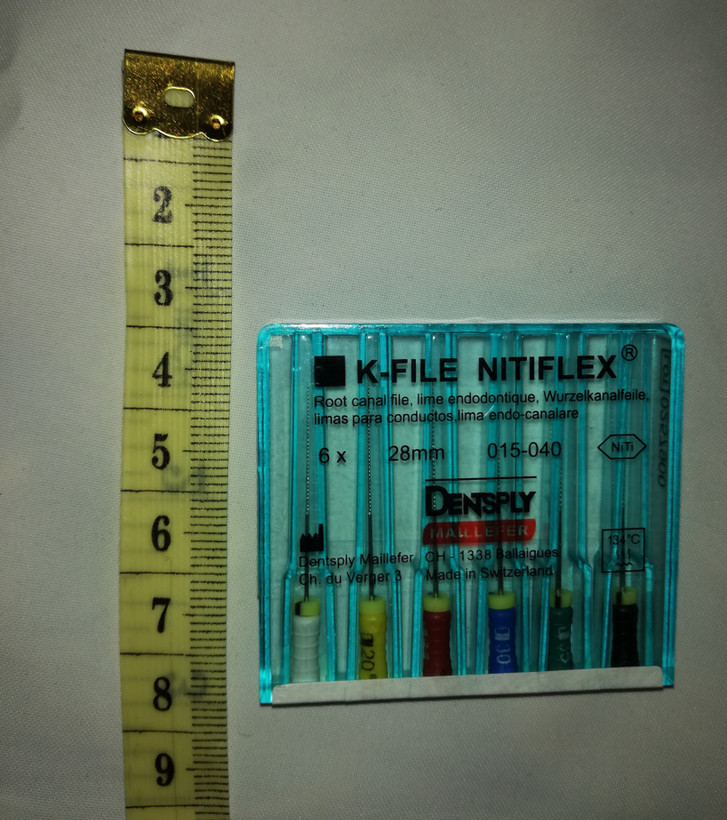 2
3
4
5
6
7
8
9
K-FILE NITIFLEX®
Root canal file, lime endodontique, Wurzelkanalfeile,
limas para conductos, lima endo-canalare
6 x 28mm 015-040
NiTi
DENTSPLY
MAILLEFER
134°C
Dentsply Maillefer CH - 1338 Ballaigues
Ch. du Verger 3 Made in Switzerland
20
30